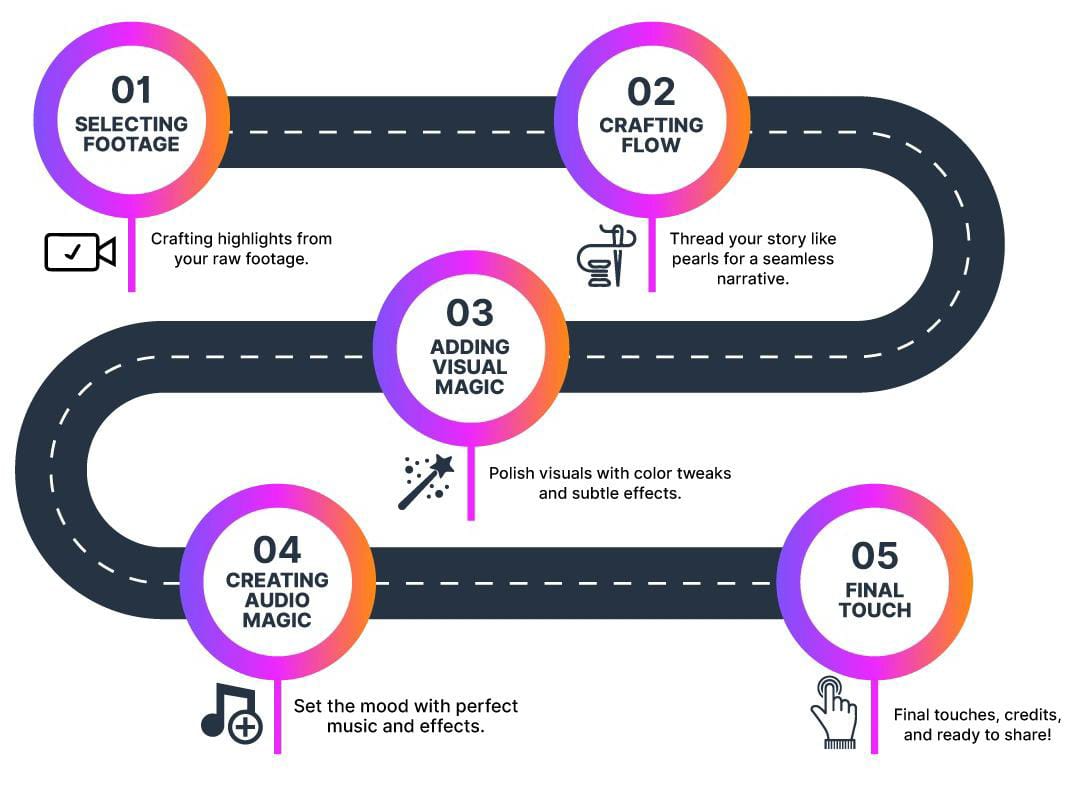 01
SELECTING
FOOTAGE
Crafting highlights from
your raw footage.
02
CRAFTING
FLOW
Thread your story like
pearls for a seamless
narrative.
03
ADDING
VISUAL
MAGIC
Polish visuals with color tweaks
and subtle effects.
04
CREATING
AUDIO
MAGIC
Set the mood with perfect
music and effects.
05
FINAL
TOUCH
Final touches, credits,
and ready to share!